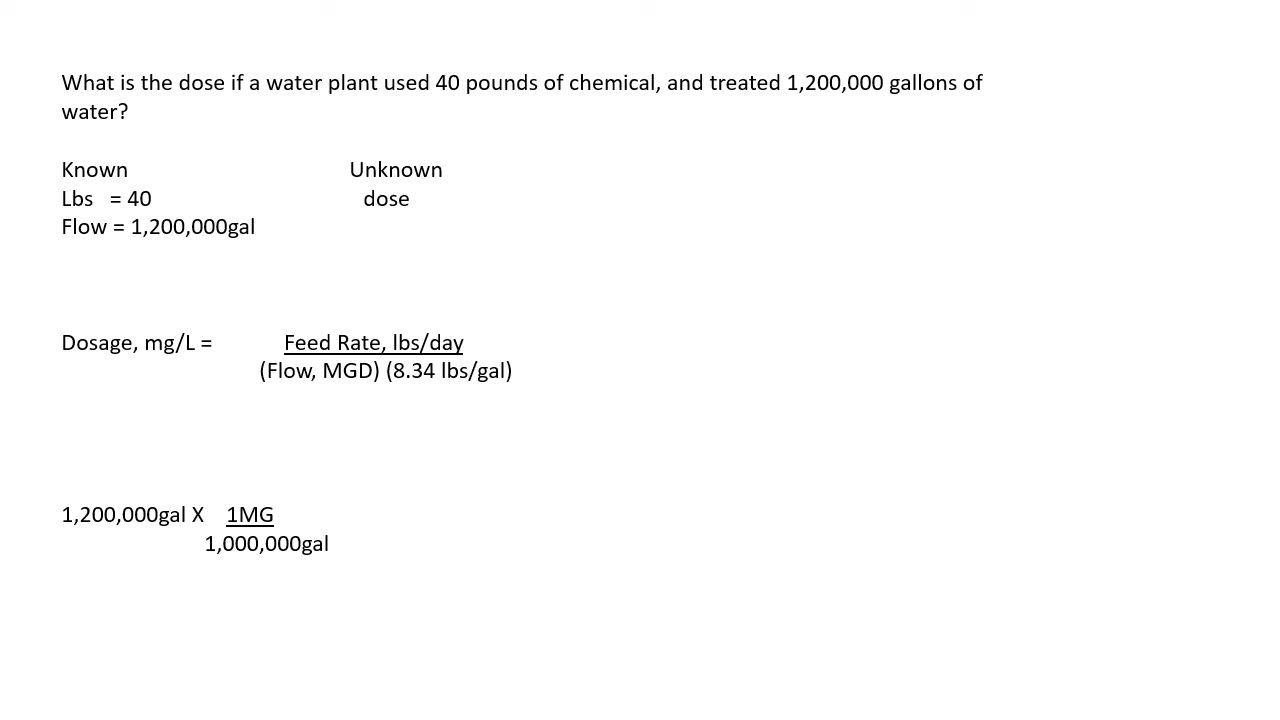 What is the dose if a water plant used 40 pounds of chemical, and treated 1,200,000 gallons of
water?
Known Unknown
Lbs = 40 dose
Flow = 1,200,000gal
Dosage, mg/L = Feed Rate, lbs/day
(Flow, MGD) (8.34 lbs/gal)
1,200,000gal X 1MG
1,000,000gal